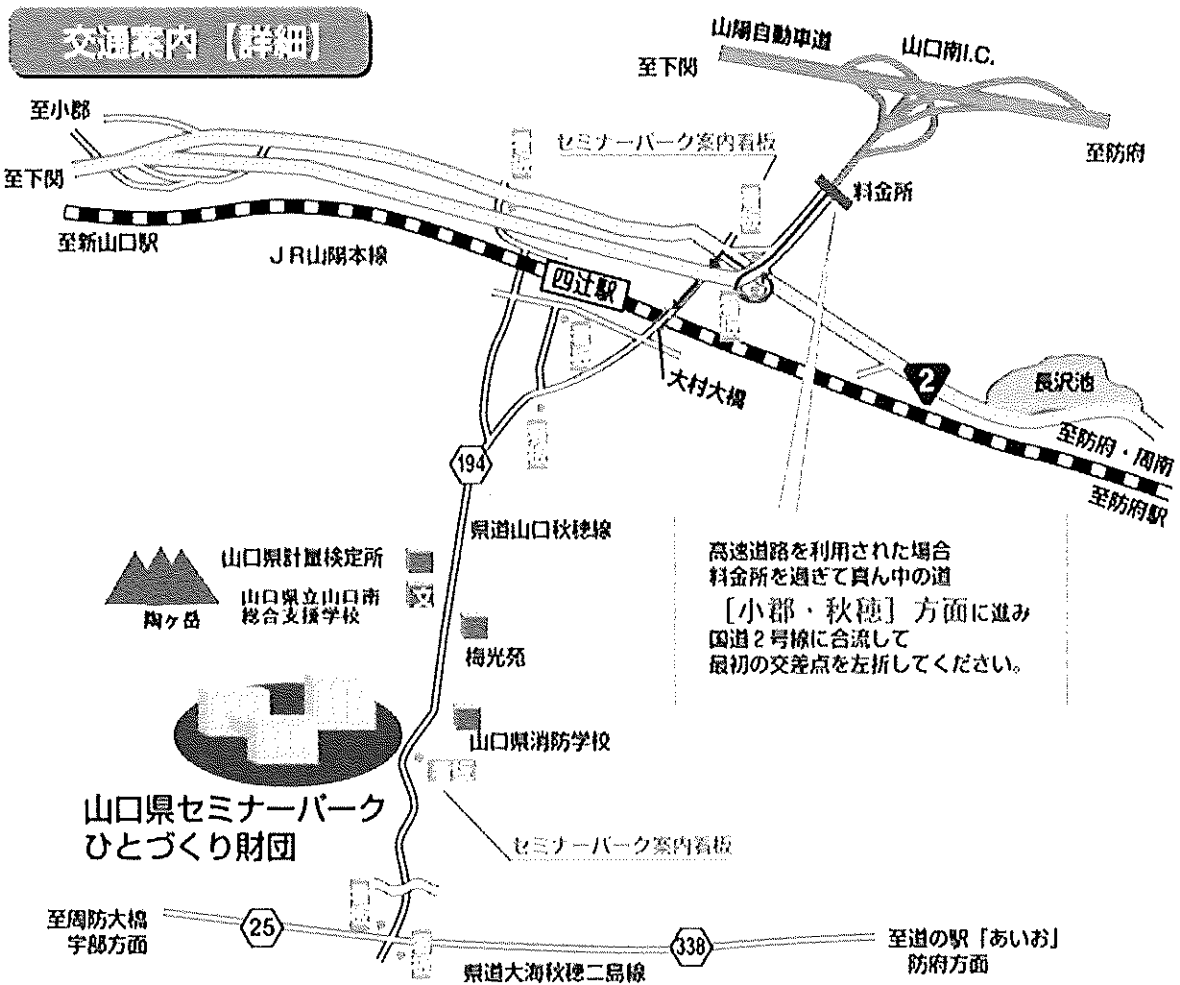 交通案内【詳細】
山陽自動車道
山口南I.C.
至下関
至防府
至小郡
至下関
セミナーパーク案内看板
料金所
至新山口駅
JR山陽本線
四辻駅
大村大橋
2
長沢池
至防府・周南
至防府駅
194
県道山口秋穂線
高速道路を利用された場合
料金所を過ぎて真ん中の道
[小郡・秋穂]方面に進み
国道2号線に合流して
最初の交差点を左折してください。
山口県計量検定所
陶ヶ岳
山口県立山口南
総合支援学校
文
梅光苑
山口県消防学校
山口県セミナーパーク
ひとづくり財団
セミナーパーク案内看板
至周防大橋
宇部方面
25
338
県道大海秋穂二島線
至道の駅「あいお」
防府方面